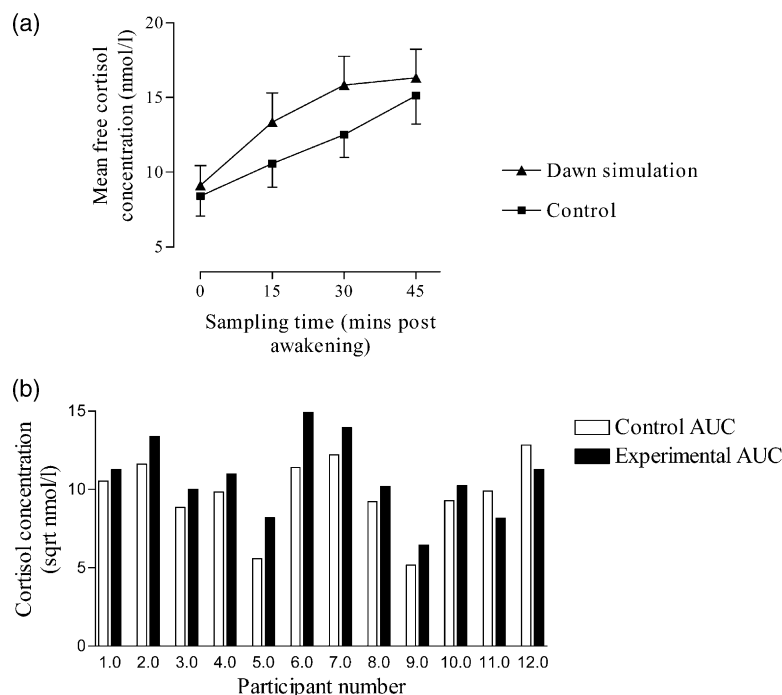 (a)
Mean free cortisol
concentration (nmol/l)
20
15
10
5
0 15 30 45
Sampling time (mins post
awakening)
Dawn simulation
Control
(b)
Cortisol concentration
(sqrt nmol/l)
15
10
5
0
1.0 2.0 3.0 4.0 5.0 6.0 7.0 8.0 9.0 10.0 11.0 12.0
Participant number
Control AUC
Experimental AUC